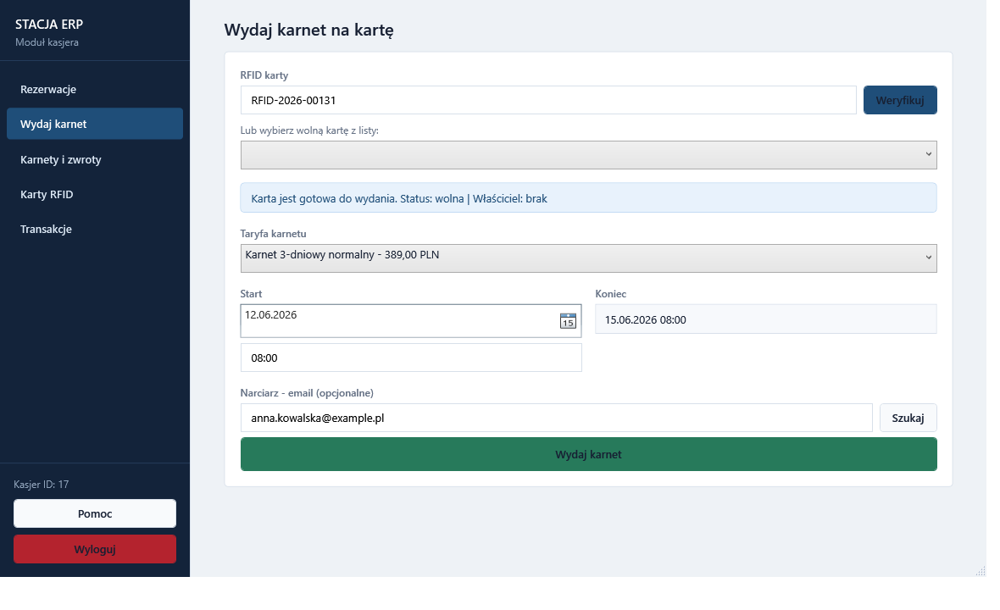 STACJA ERP
Moduł kasjera
Rezerwacje
Wydaj karnet
Karnety i zwroty
Karty RFID
Transakcje
Kasjer ID: 17
Pomoc
Wyloguj
Wydaj karnet na kartę
RFID karty
RFID-2026-00131
Weryfikuj
Lub wybierz wolną kartę z listy:
Karta jest gotowa do wydania. Status: wolna | Właściciel: brak
Taryfa karnetu
Karnet 3-dniowy normalny - 389,00 PLN
Start
Koniec
12.06.2026
15
15.06.2026 08:00
08:00
Narciarz - email (opcjonalne)
anna.kowalska@example.pl
Szukaj
Wydaj karnet